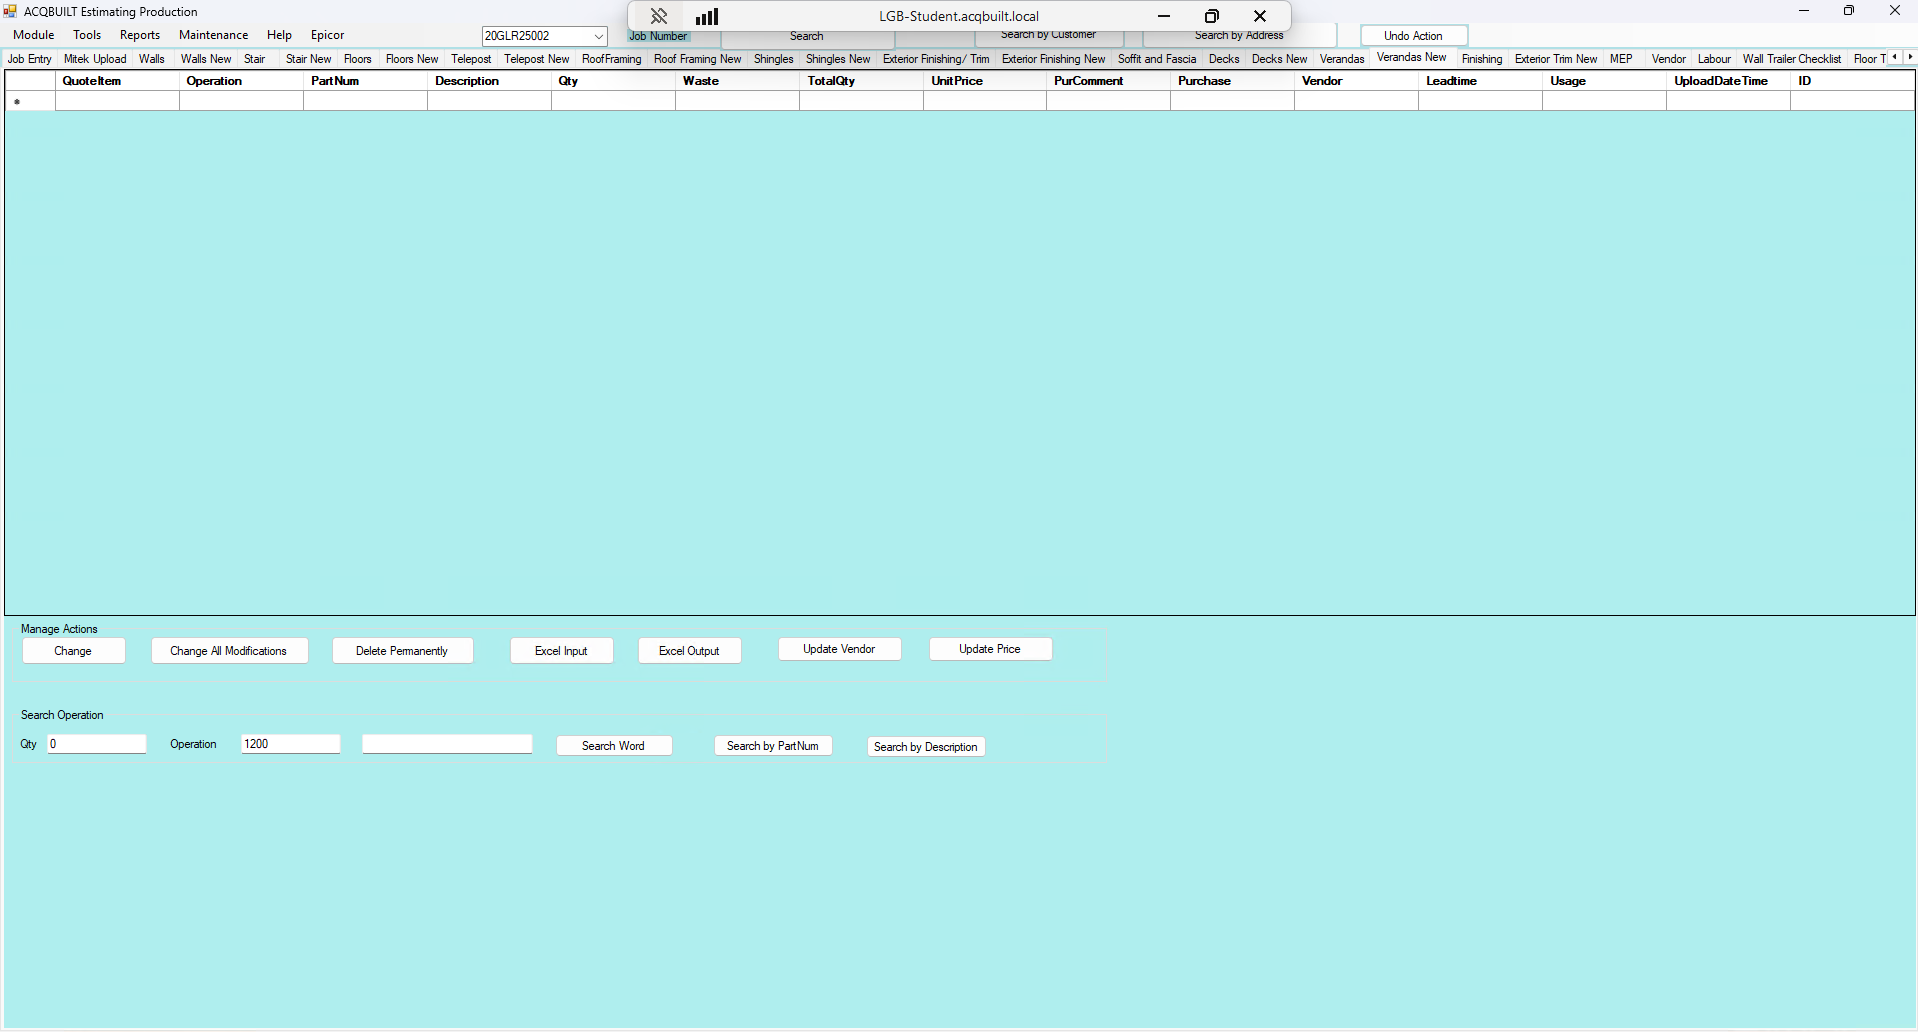 ACQBUILT Estimating Production
LGB-Student.acqbuilt.local
Module Tools Reports Maintenance Help Epicor 20GLR25002 Job Number Search Search by Customer Search by Address Undo Action
Job Entry Mitek Upload Walls Walls New Stair Stair New Floors Floors New Telepost Telepost New RoofFraming Roof Framing New Shingles Shingles New Exterior Finishing/ Trim Exterior Finishing New Soffit and Fascia Decks Decks New Verandas Verandas New Finishing Exterior Trim New MEP Vendor Labour Wall Trailer Checklist Floor T
QuoteItem Operation PartNum Description Qty Waste TotalQty UnitPrice PurComment Purchase Vendor Leadtime Usage UploadDateTime ID
*
Manage Actions
Change Change All Modifications Delete Permanently Excel Input Excel Output Update Vendor Update Price
Search Operation
Qty 0 Operation 1200 Search Word Search by PartNum Search by Description